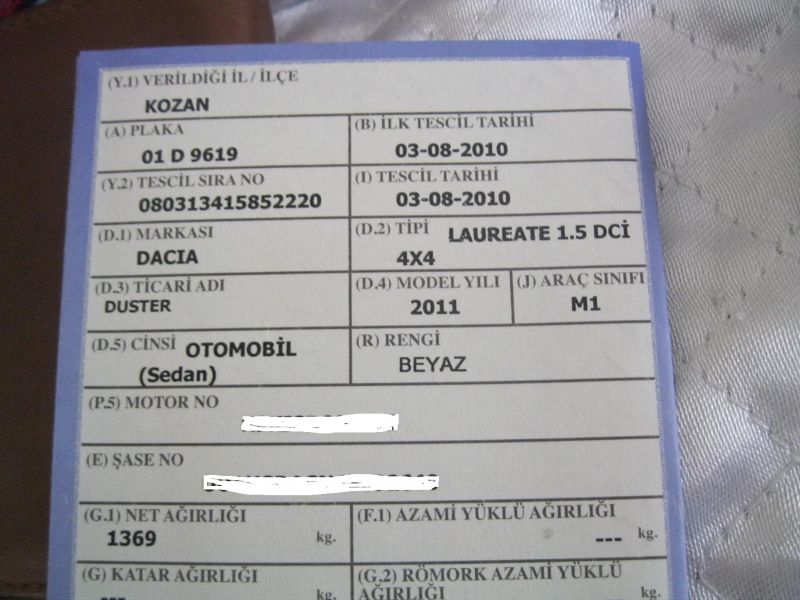 (Y.1) VERİLDİĞİ İL / İLÇE
KOZAN
(A) PLAKA
01 D 9619
(B) İLK TESCİL TARİHİ
03-08-2010
(Y.2) TESCİL SIRA NO
080313415852220
(I) TESCİL TARİHİ
03-08-2010
(D.1) MARKASI
DACIA
(D.2) TİPİ LAUREATE 1.5 DCİ
4X4
(D.3) TİCARİ ADI
DUSTER
(D.4) MODEL YILI
2011
(J) ARAÇ SINIFI
M1
(D.5) CİNSİ OTOMOBİL
(Sedan)
(R) RENGİ
BEYAZ
(P.5) MOTOR NO
(E) ŞASE NO
(G.1) NET AĞIRLIĞI
1369 kg.
(F.1) AZAMİ YÜKLÜ AĞIRLIĞI
--- kg.
(G) KATAR AĞIRLIĞI
--- kg.
(G.2) RÖMORK AZAMİ YÜKLÜ
AĞIRLIĞI kg.